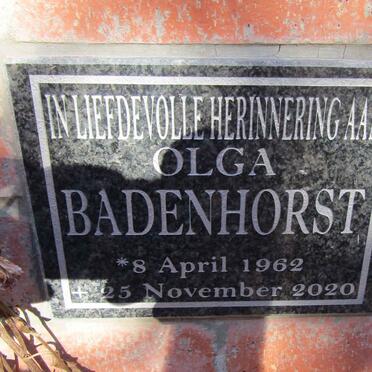 IN LIEFDEVOLLE HERINNERING AAN
OLGA
BADENHORST
*8 April 1962
+ 25 November 2020